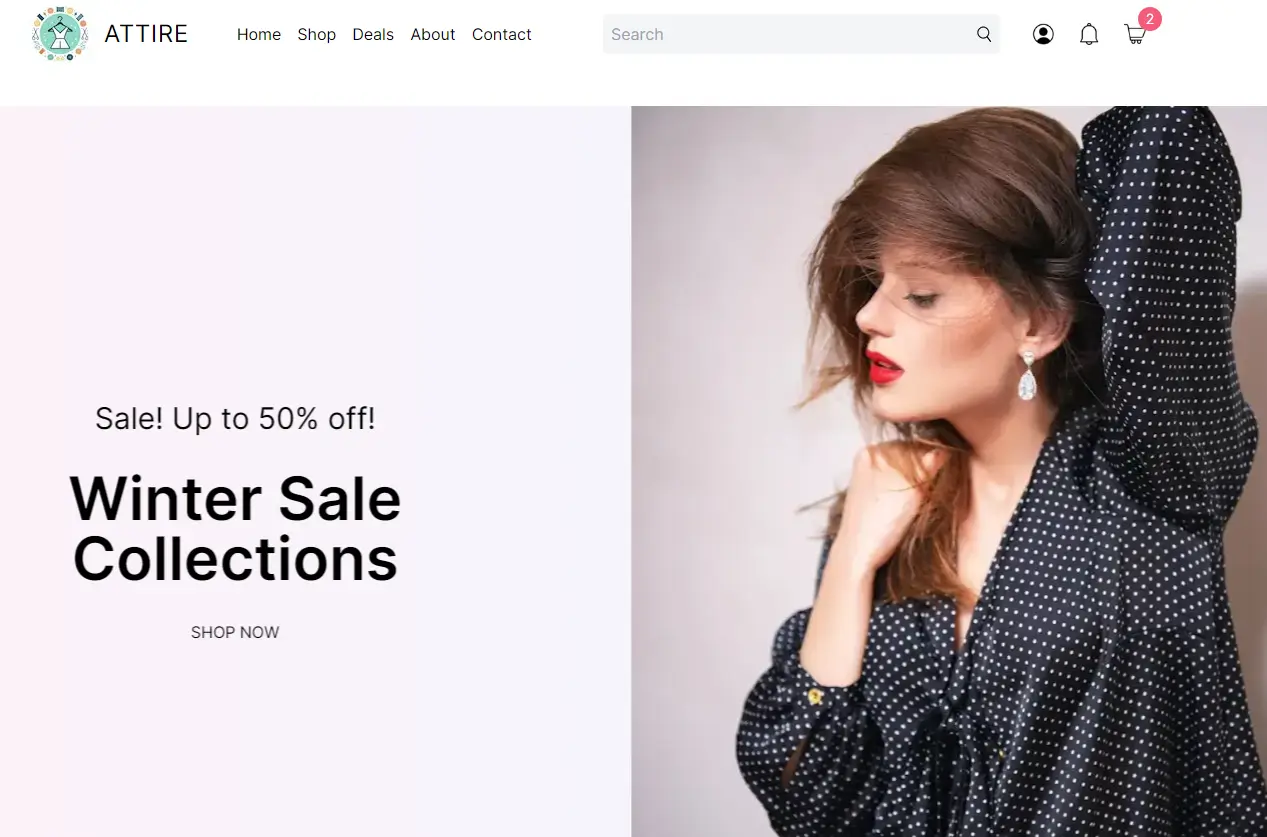 ATTIRE
Home Shop Deals About Contact
Search
2
Sale! Up to 50% off!
Winter Sale
Collections
SHOP NOW